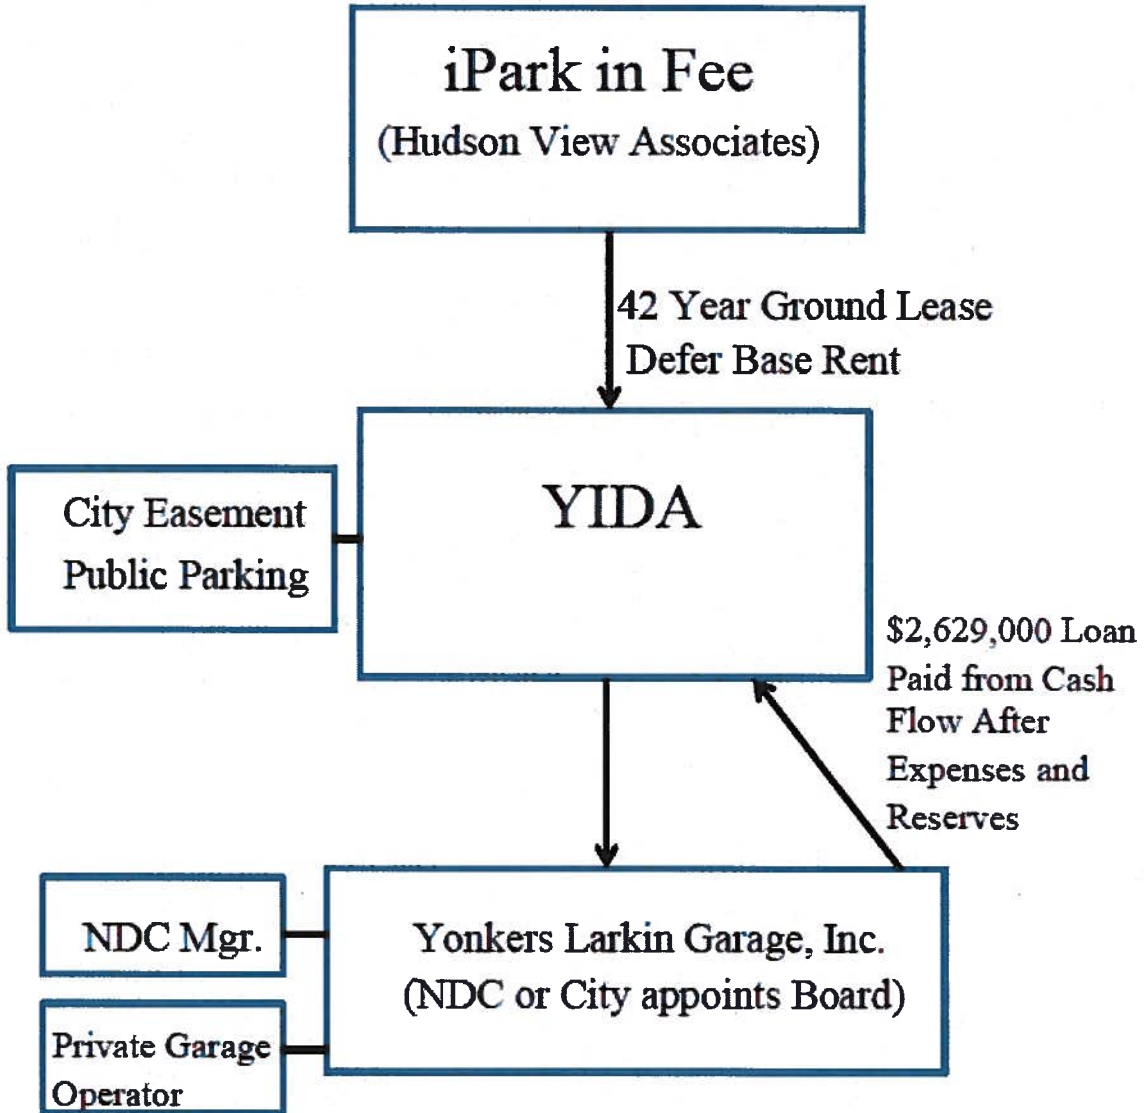 iPark in Fee
(Hudson View Associates)
42 Year Ground Lease
Defer Base Rent
City Easement
Public Parking
YIDA
$2,629,000 Loan
Paid from Cash
Flow After
Expenses and
Reserves
NDC Mgr.
Yonkers Larkin Garage, Inc.
(NDC or City appoints Board)
Private Garage
Operator